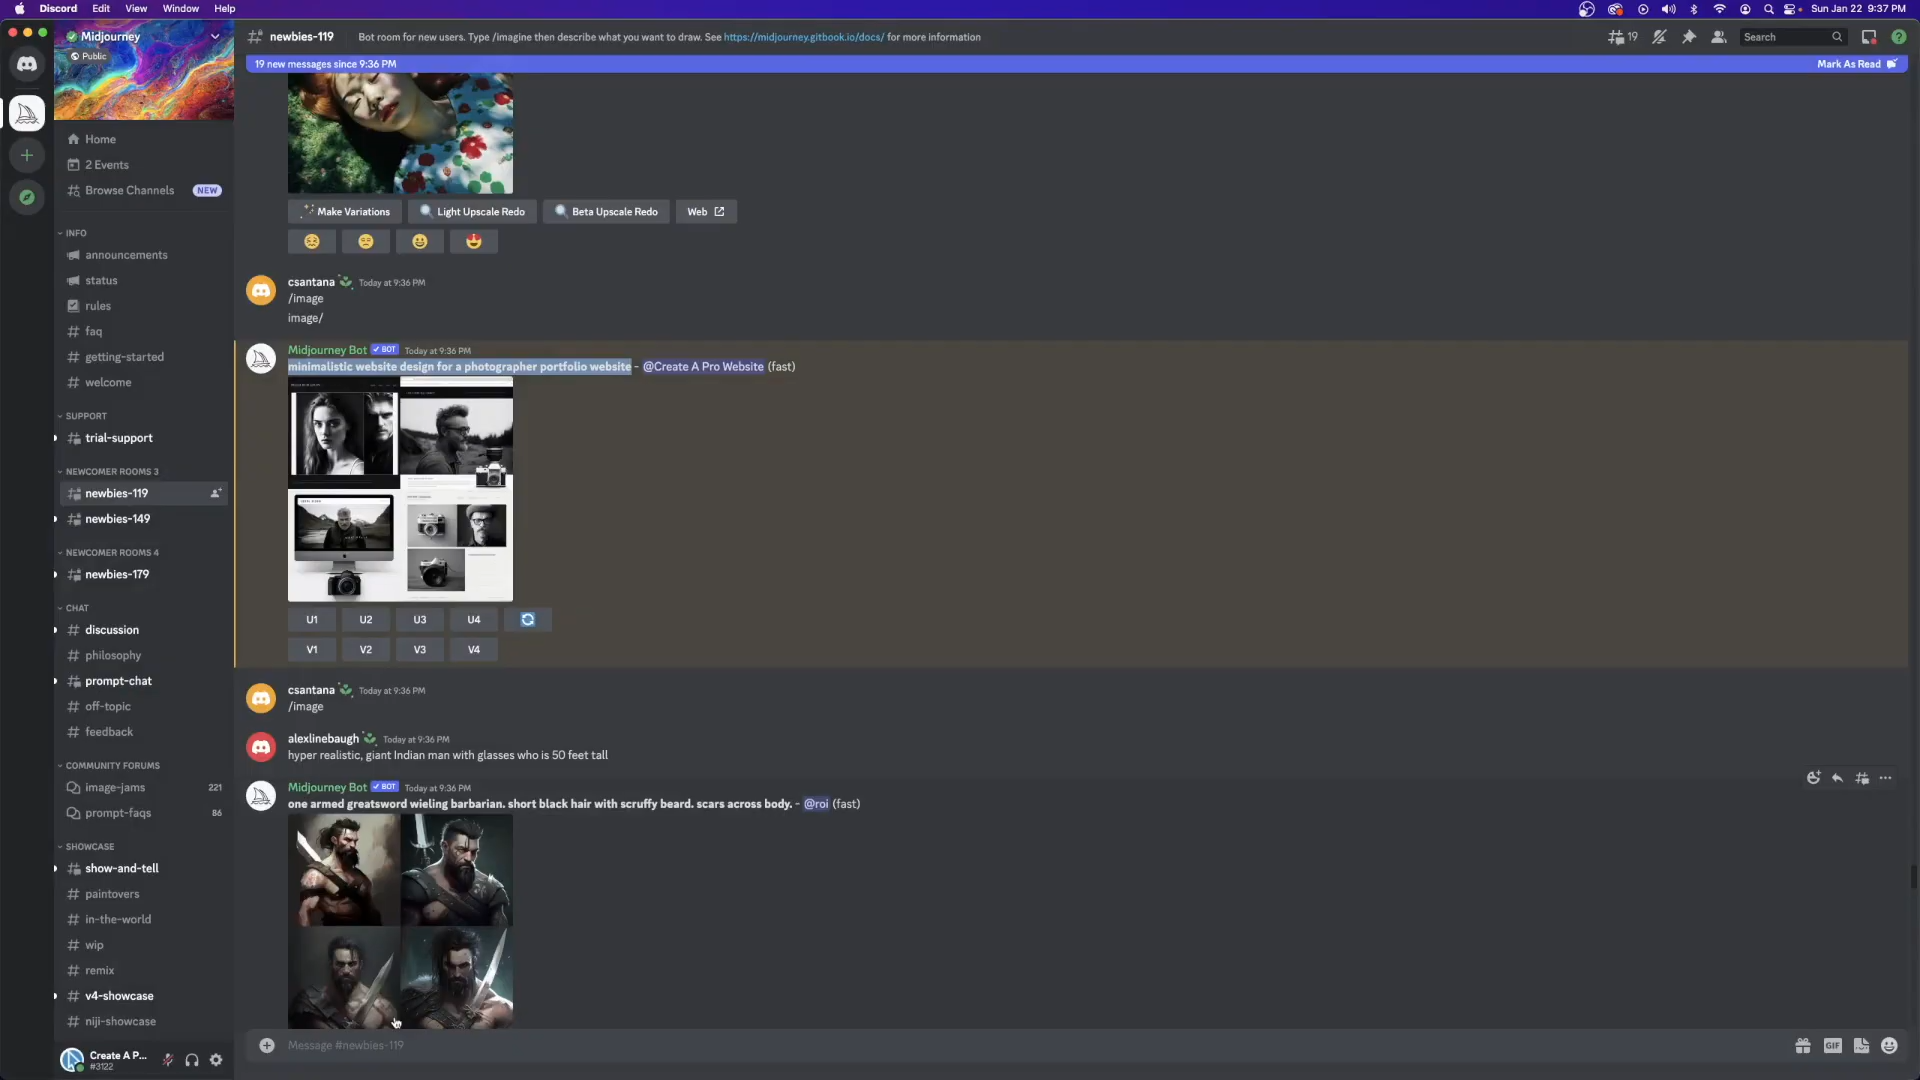 Discord Edit View Window Help
Sun Jan 22 9:37 PM
Midjourney
Public
newbies-119 Bot room for new users. Type /imagine then describe what you want to draw. See https://midjourney.gitbook.io/docs/ for more information
19
Search
19 new messages since 9:36 PM
Mark As Read
Home
2 Events
Browse Channels NEW
INFO
announcements
status
rules
faq
getting-started
welcome
SUPPORT
trial-support
NEWCOMER ROOMS 3
newbies-119
newbies-149
NEWCOMER ROOMS 4
newbies-179
CHAT
discussion
philosophy
prompt-chat
off-topic
feedback
COMMUNITY FORUMS
image-jams 221
prompt-faqs 86
SHOWCASE
show-and-tell
paintovers
in-the-world
wip
remix
v4-showcase
niji-showcase
Create A P...
#3122
Make Variations Light Upscale Redo Beta Upscale Redo Web
csantana Today at 9:36 PM
/image
image/
Midjourney Bot BOT Today at 9:36 PM
minimalistic website design for a photographer portfolio website - @Create A Pro Website (fast)
U1 U2 U3 U4
V1 V2 V3 V4
csantana Today at 9:36 PM
/image
alexlinebaugh Today at 9:36 PM
hyper realistic, giant Indian man with glasses who is 50 feet tall
Midjourney Bot BOT Today at 9:36 PM
one armed greatsword wieling barbarian. short black hair with scruffy beard. scars across body. - @roi (fast)
Message #newbies-119
GIF